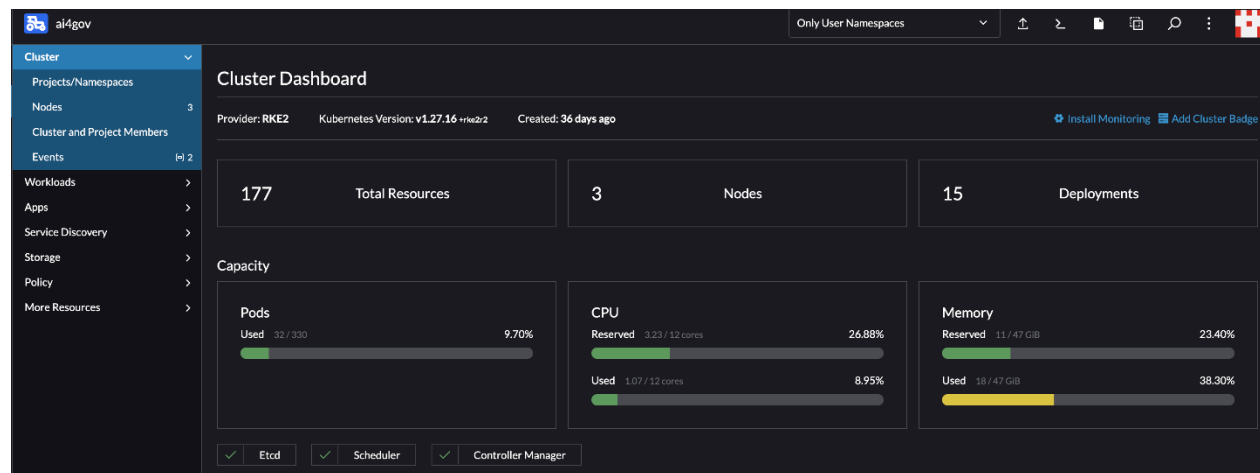 ai4gov
Only User Namespaces
Cluster
Projects/Namespaces
Nodes 3
Cluster and Project Members
Events 2
Workloads
Apps
Service Discovery
Storage
Policy
More Resources
Cluster Dashboard
Provider: RKE2 Kubernetes Version: v1.27.16 +rke2r2 Created: 36 days ago Install Monitoring Add Cluster Badge
177 Total Resources 3 Nodes 15 Deployments
Capacity
Pods
Used 32 / 330 9.70%
CPU
Reserved 3.23 / 12 cores 26.88%
Used 1.07 / 12 cores 8.95%
Memory
Reserved 11 / 47 GiB 23.40%
Used 18 / 47 GiB 38.30%
Etcd Scheduler Controller Manager